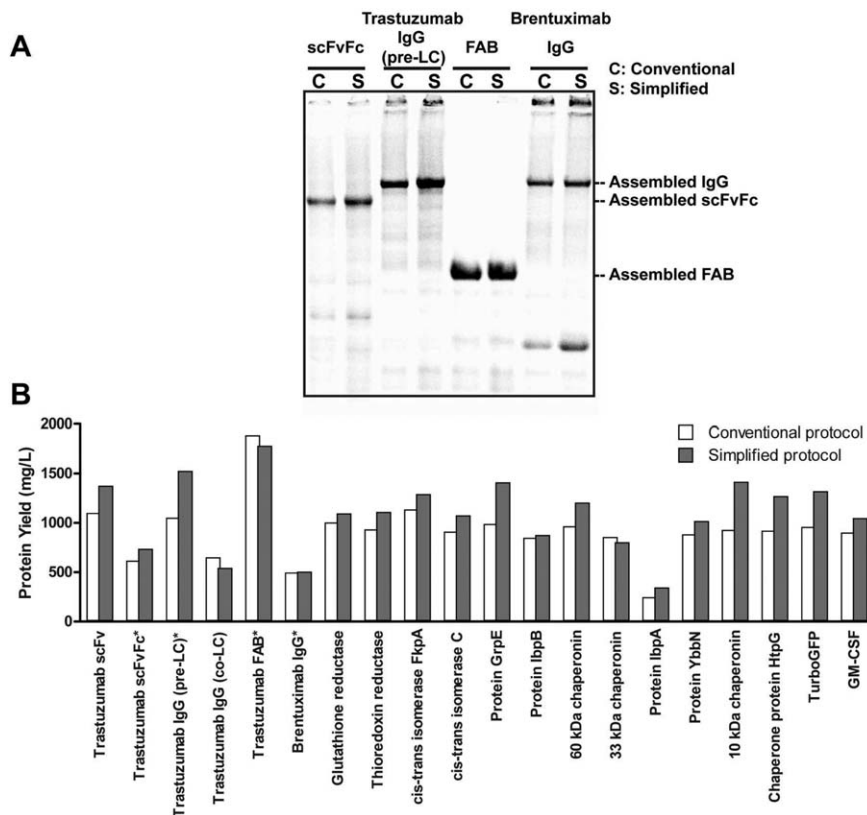 A
scFvFc
Trastuzumab
IgG
(pre-LC)
FAB
Brentuximab
IgG
C S C S C S C S
C: Conventional
S: Simplified
Assembled IgG
Assembled scFvFc
Assembled FAB
B
Protein Yield (mg/L)
2000
1500
1000
500
0
Conventional protocol
Simplified protocol
Trastuzumab scFv
Trastuzumab scFvFc*
Trastuzumab IgG (pre-LC)*
Trastuzumab IgG (co-LC)
Trastuzumab FAB*
Brentuximab IgG*
Glutathione reductase
Thioredoxin reductase
cis-trans isomerase FkpA
cis-trans isomerase C
Protein GrpE
Protein IbpB
60 kDa chaperonin
33 kDa chaperonin
Protein IbpA
Protein YbbN
10 kDa chaperonin
Chaperone protein HtpG
TurboGFP
GM-CSF